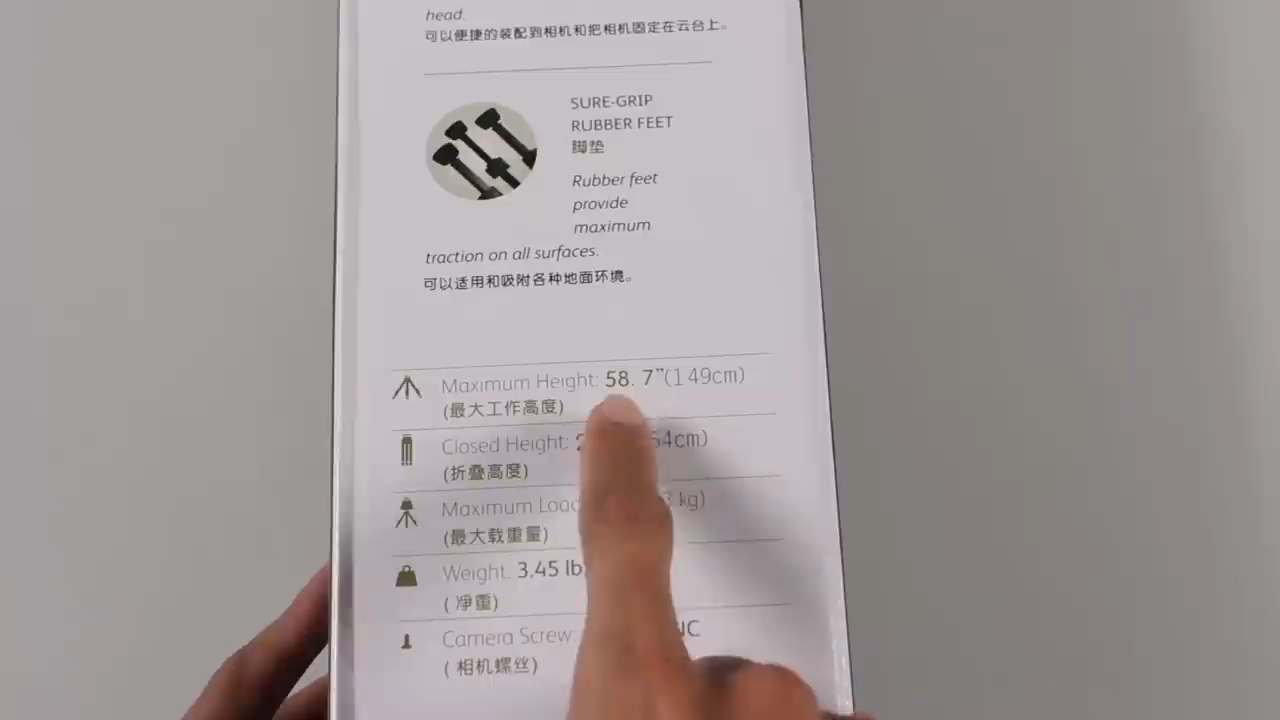 head.
可以便捷的装配到相机和把相机固定在云台上。
SURE-GRIP
RUBBER FEET
脚垫
Rubber feet
provide
maximum
traction on all surfaces.
可以适用和吸附各种地面环境。
Maximum Height: 58. 7"(149cm)
(最大工作高度)
Closed Height: 54cm)
(折叠高度)
Maximum kg)
(最大载重量)
Weight. 3.45 lb
( 净重)
Camera Screw:
( 相机螺丝)